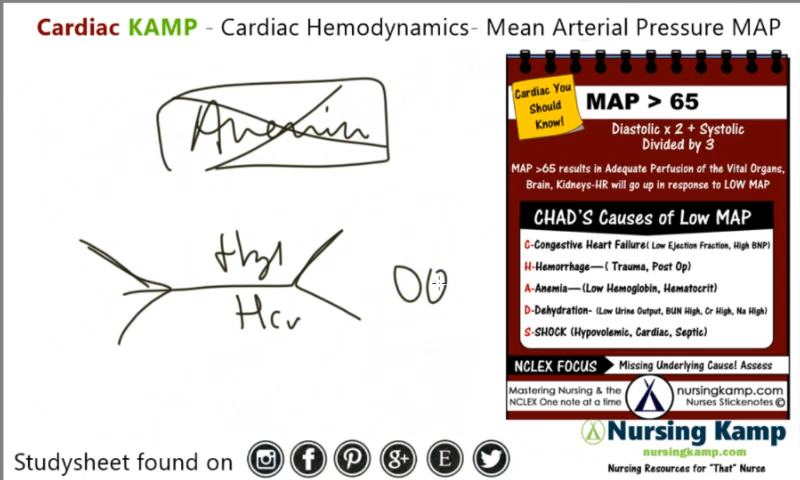 Cardiac KAMP - Cardiac Hemodynamics- Mean Arterial Pressure MAP
Anemia
Hgb
Hct
Cardiac You
Should
Know!
MAP > 65
Diastolic x 2 + Systolic
Divided by 3
MAP >65 results in Adequate Perfusion of the Vital Organs,
Brain, Kidneys-HR will go up in response to LOW MAP
CHAD'S Causes of Low MAP
C-Congestive Heart Failure( Low Ejection Fraction, High BNP)
H-Hemorrhage—( Trauma, Post Op)
A-Anemia—(Low Hemoglobin, Hematocrit)
D-Dehydration- (Low Urine Output, BUN High, Cr High, Na High)
S-SHOCK (Hypovolemic, Cardiac, Septic)
NCLEX FOCUS Missing Underlying Cause! Assess
Mastering Nursing & the
NCLEX One note at a time
nursingkamp.com
Nurses Stickenotes ©
Nursing Kamp
nursingkamp.com
Nursing Resources for "That" Nurse
Studysheet found on
f
g+
E